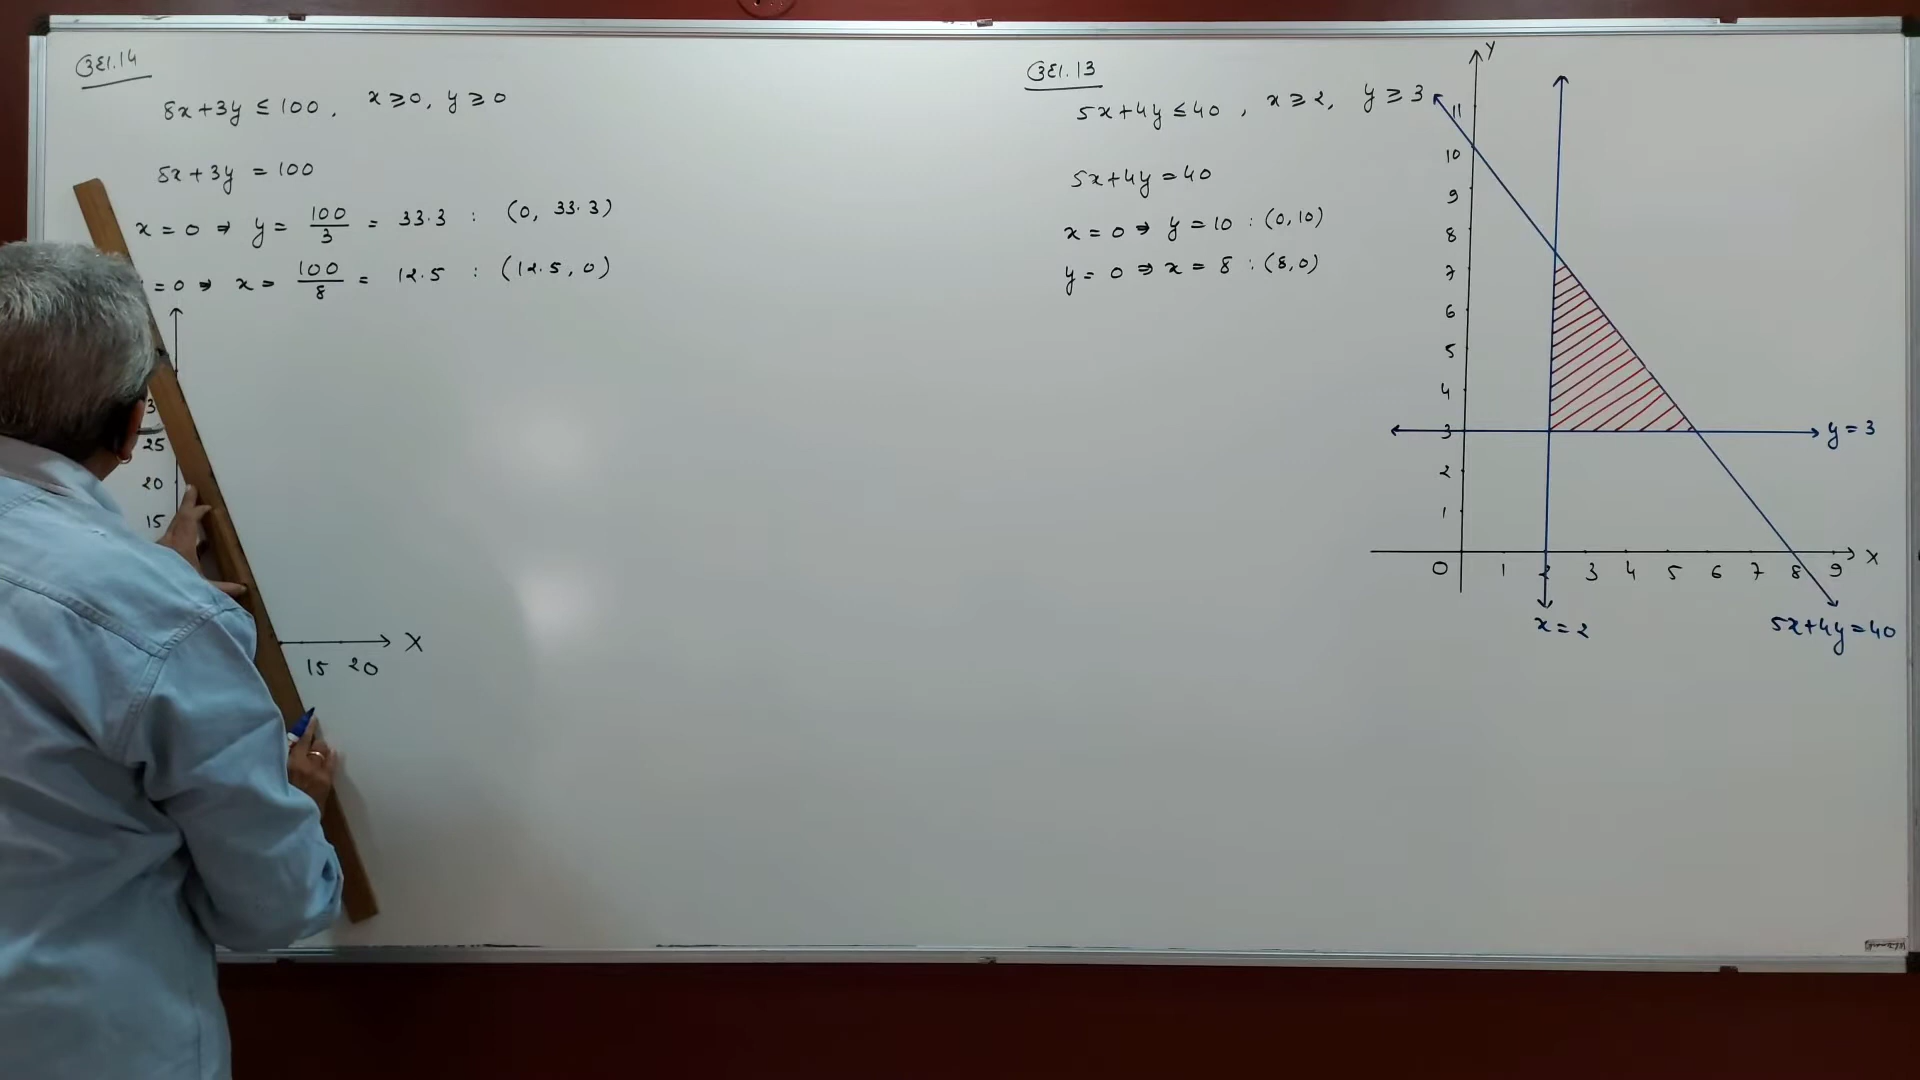 ઉદા.14
8x+3y ≤ 100, x ≥ 0, y ≥ 0
8x+3y = 100
x = 0 ⇒ y = 100/3 = 33.3 : (0, 33.3)
= 0 ⇒ x = 100/8 = 12.5 : (12.5, 0)
3
25
20
15
15 20 X
ઉદા.13
5x+4y ≤ 40, x ≥ 2, y ≥ 3
5x+4y = 40
x = 0 ⇒ y = 10 : (0, 10)
y = 0 ⇒ x = 8 : (8, 0)
Y
11
10
9
8
7
6
5
4
3 y = 3
2
1
0 1 2 3 4 5 6 7 8 9 X
x = 2
5x+4y = 40